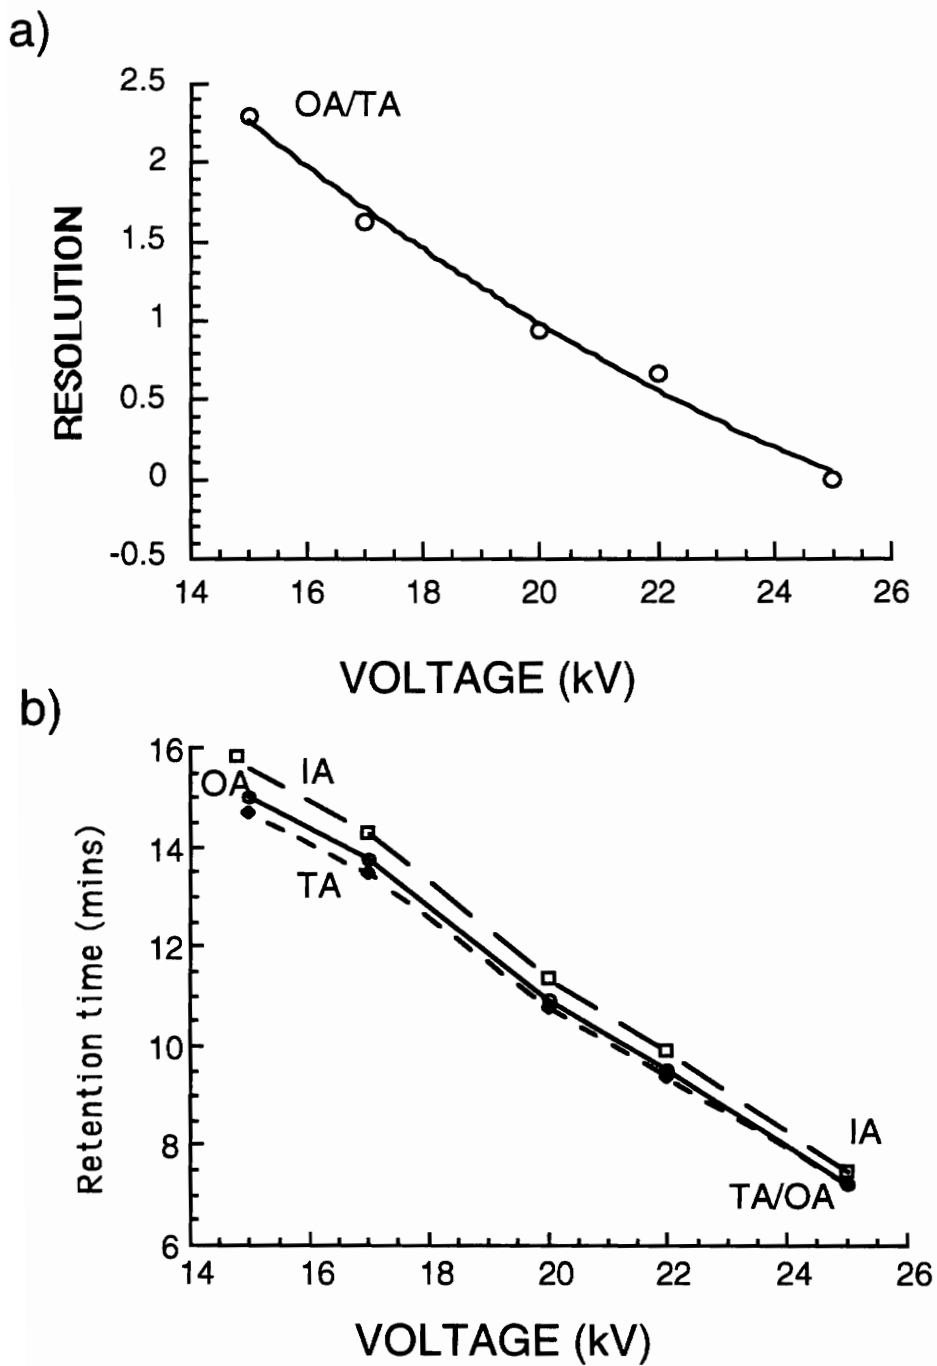 a)
OA/TA
RESOLUTION
2.5
2
1.5
1
0.5
0
-0.5
14 16 18 20 22 24 26
VOLTAGE (kV)
b)
Retention time (mins)
16
14
12
10
8
6
IA
OA
TA
IA
TA/OA
14 16 18 20 22 24 26
VOLTAGE (kV)